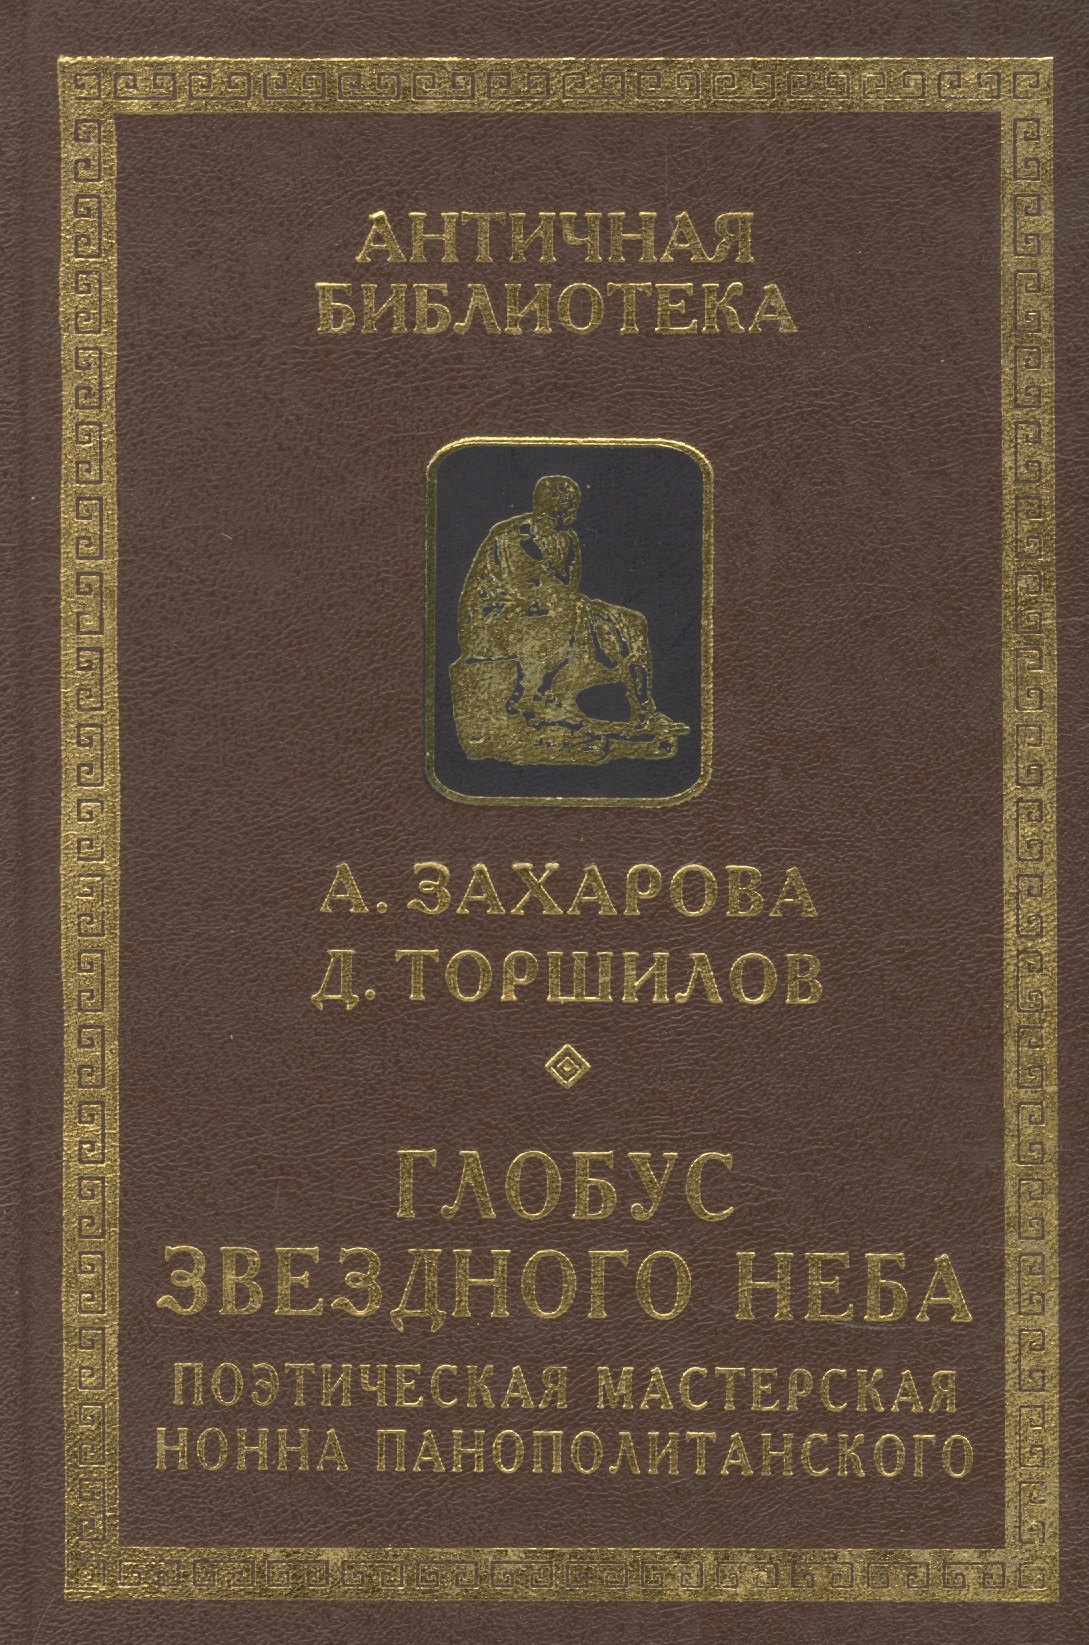 АНТИЧНАЯ
БИБЛИОТЕКА
А. ЗАХАРОВА
Д. ТОРШИЛОВ
ГЛОБУС
ЗВЕЗДНОГО НЕБА
ПОЭТИЧЕСКАЯ МАСТЕРСКАЯ
НОННА ПАНОПОЛИТАНСКОГО